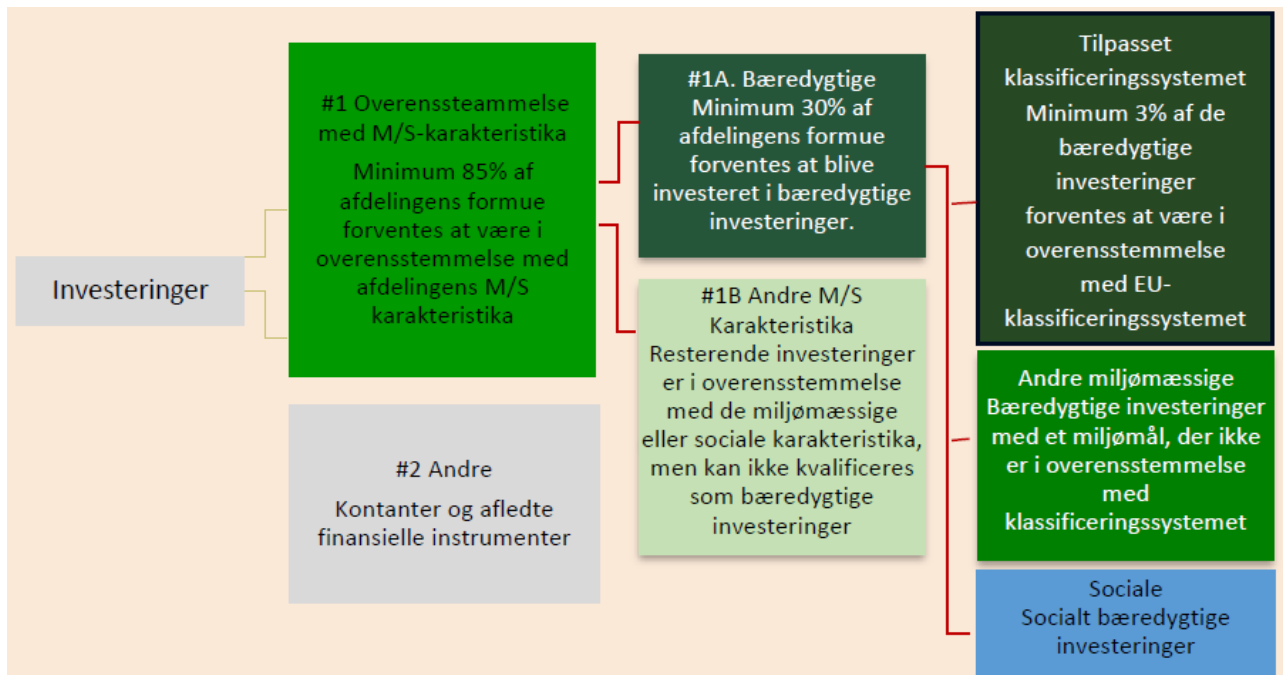 Investeringer
#1 Overenssteammelse
med M/S-karakteristika
Minimum 85% af
afdelingens formue
forventes at være i
overensstemmelse med
afdelingens M/S
karakteristika
#2 Andre
Kontanter og afledte
finansielle instrumenter
#1A. Bæredygtige
Minimum 30% af
afdelingens formue
forventes at blive
investeret i bæredygtige
investeringer.
#1B Andre M/S
Karakteristika
Resterende investeringer
er i overensstemmelse
med de miljømæssige
eller sociale karakteristika,
men kan ikke kvalificeres
som bæredygtige
investeringer
Tilpasset
klassificeringssystemet
Minimum 3% af de
bæredygtige
investeringer
forventes at være i
overensstemmelse
med EU-
klassificeringssystemet
Andre miljømæssige
Bæredygtige investeringer
med et miljømål, der ikke
er i overensstemmelse
med
klassificeringssystemet
Sociale
Socialt bæredygtige
investeringer